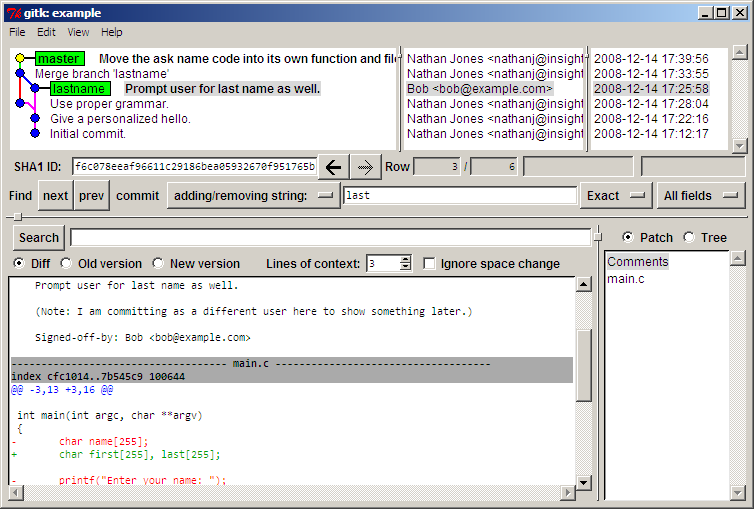 gitk: example
File Edit View Help
master Move the ask name code into its own function and file
Nathan Jones <nathanj@insight
2008-12-14 17:39:56
Merge branch 'lastname'
Nathan Jones <nathanj@insight
2008-12-14 17:33:55
lastname Prompt user for last name as well.
Bob <bob@example.com>
2008-12-14 17:25:58
Use proper grammar.
Nathan Jones <nathanj@insight
2008-12-14 17:28:04
Give a personalized hello.
Nathan Jones <nathanj@insight
2008-12-14 17:22:16
Initial commit.
Nathan Jones <nathanj@insight
2008-12-14 17:12:17
SHA1 ID: f6c078eeaf96611c29186bea05932670f951765b Row 3 / 6
Find next prev commit adding/removing string: last Exact All fields
Search
Patch Tree
Diff Old version New version Lines of context: 3 Ignore space change
Comments
main.c
Prompt user for last name as well.
(Note: I am committing as a different user here to show something later.)
Signed-off-by: Bob <bob@example.com>
--------------------------------- main.c ---------------------------------
index cfc1014..7b545c9 100644
@@ -3,13 +3,16 @@
int main(int argc, char **argv)
{
- char name[255];
+ char first[255], last[255];
- printf("Enter your name: ");